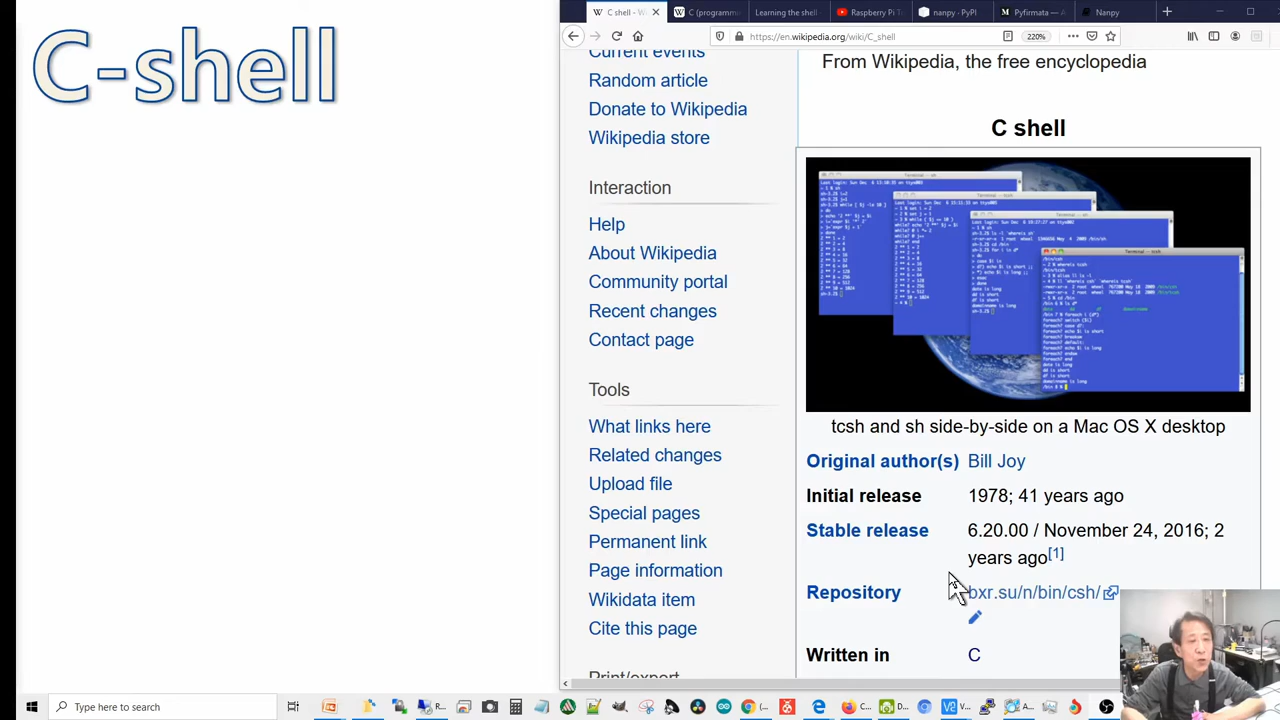 C-shell
C shell - W
C (programm
Learning the shell
Raspberry Pi T
nanpy · PyPI
Pyfirmata —
Nanpy
https://en.wikipedia.org/wiki/C_shell
220%
Current events
Random article
Donate to Wikipedia
Wikipedia store
Interaction
Help
About Wikipedia
Community portal
Related changes
Contact page
Tools
What links here
Related changes
Upload file
Special pages
Permanent link
Page information
Wikidata item
Cite this page
Print/export
From Wikipedia, the free encyclopedia
C shell
tcsh and sh side-by-side on a Mac OS X desktop
Original author(s) Bill Joy
Initial release 1978; 41 years ago
Stable release 6.20.00 / November 24, 2016; 2
years ago[1]
Repository bxr.su/n/bin/csh/
Written in C
Type here to search